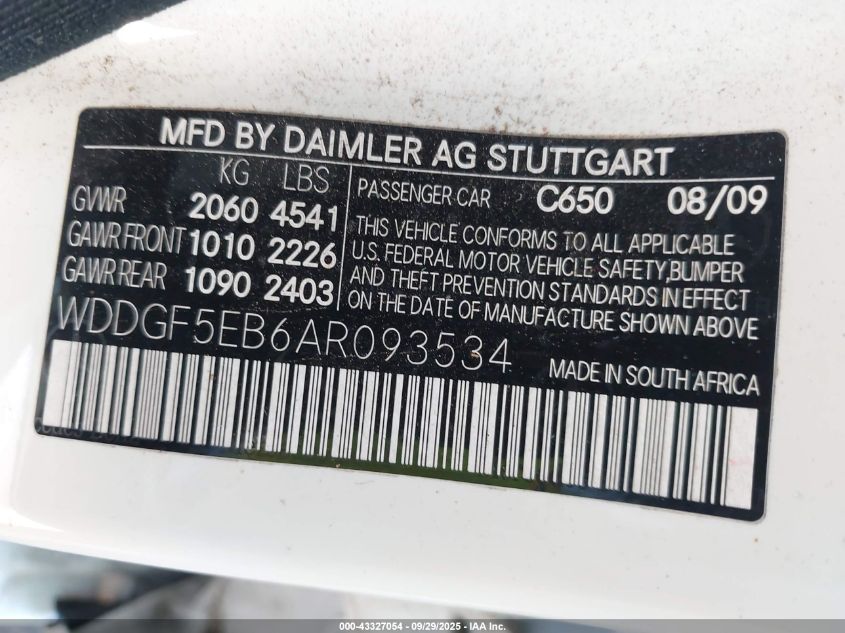 MFD BY DAIMLER AG STUTTGART
KG LBS
GVWR 2060 4541
GAWR FRONT 1010 2226
GAWR REAR 1090 2403
PASSENGER CAR C650 08/09
THIS VEHICLE CONFORMS TO ALL APPLICABLE
U.S. FEDERAL MOTOR VEHICLE SAFETY, BUMPER
AND THEFT PREVENTION STANDARDS IN EFFECT
ON THE DATE OF MANUFACTURE SHOWN ABOVE
WDDGF5EB6AR093534
MADE IN SOUTH AFRICA
000-43327054 - 09/29/2025 - IAA Inc.